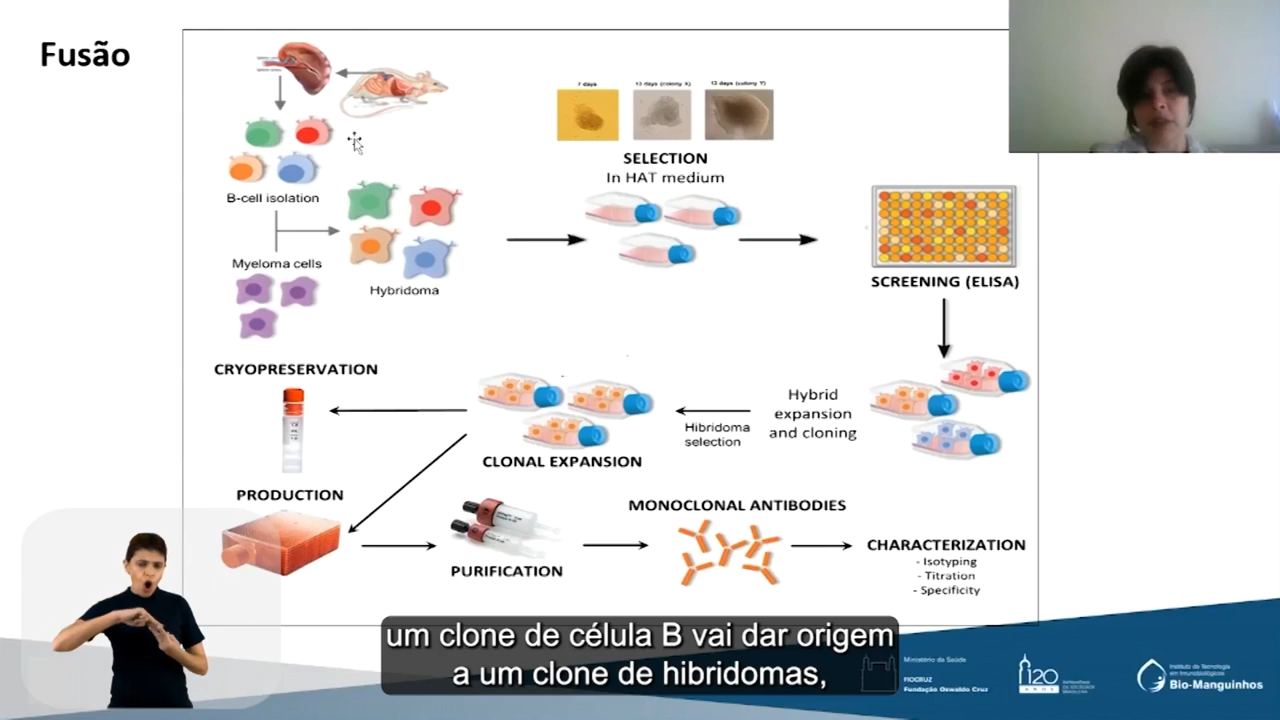 Fusão
7 days
13 days (colony X)
12 days (colony Y)
SELECTION
In HAT medium
B-cell isolation
Myeloma cells
Hybridoma
SCREENING (ELISA)
CRYOPRESERVATION
Hybrid
expansion
and cloning
Hibridoma
selection
CLONAL EXPANSION
PRODUCTION
PURIFICATION
MONOCLONAL ANTIBODIES
CHARACTERIZATION
- Isotyping
- Titration
- Specificity
um clone de célula B vai dar origem
a um clone de hibridomas,
Ministério da Saúde
FIOCRUZ
Fundação Oswaldo Cruz
120
ANOS
Instituto de Tecnologia
em Imunobiológicos
Bio-Manguinhos